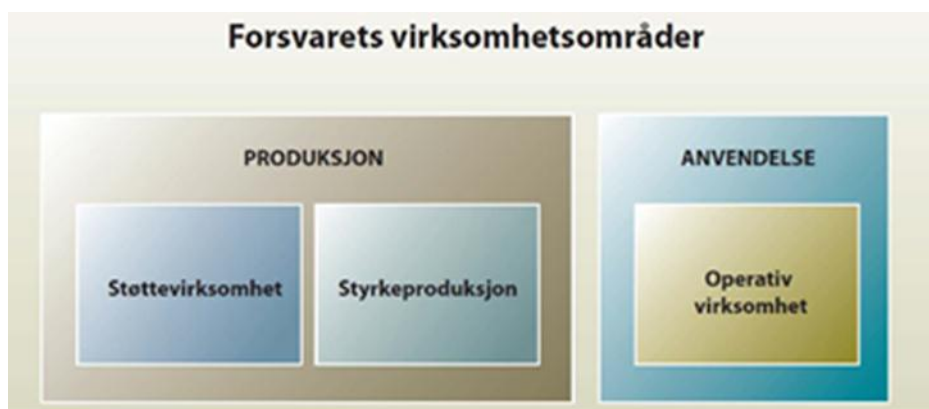 Forsvarets virksomhetsområder
PRODUKSJON
ANVENDELSE
Støttevirksomhet
Styrkeproduksjon
Operativ
virksomhet